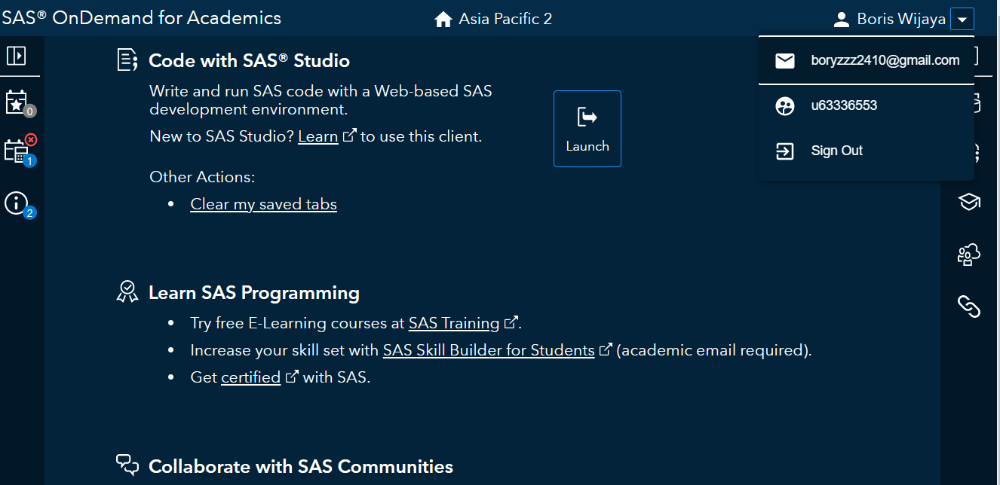 SAS® OnDemand for Academics
Asia Pacific 2
Boris Wijaya
boryzzz2410@gmail.com
u63336553
Sign Out
0
1
2
Code with SAS® Studio
Write and run SAS code with a Web-based SAS
development environment.
New to SAS Studio? Learn to use this client.
Launch
Other Actions:
• Clear my saved tabs
Learn SAS Programming
• Try free E-Learning courses at SAS Training.
• Increase your skill set with SAS Skill Builder for Students (academic email required).
• Get certified with SAS.
Collaborate with SAS Communities